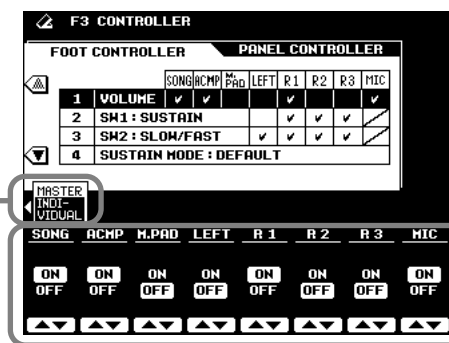 F3 CONTROLLER
FOOT CONTROLLER PANEL CONTROLLER
SONG ACMP M. PAD LEFT R1 R2 R3 MIC
1 VOLUME ✔ ✔ ✔ ✔
2 SW1 : SUSTAIN ✔ ✔ ✔
3 SW2 : SLOW/FAST ✔ ✔ ✔ ✔
4 SUSTAIN MODE : DEFAULT
MASTER
INDI-
VIDUAL
SONG ACMP M.PAD LEFT R 1 R 2 R 3 MIC
ON ON ON ON ON ON ON ON
OFF OFF OFF OFF OFF OFF OFF OFF